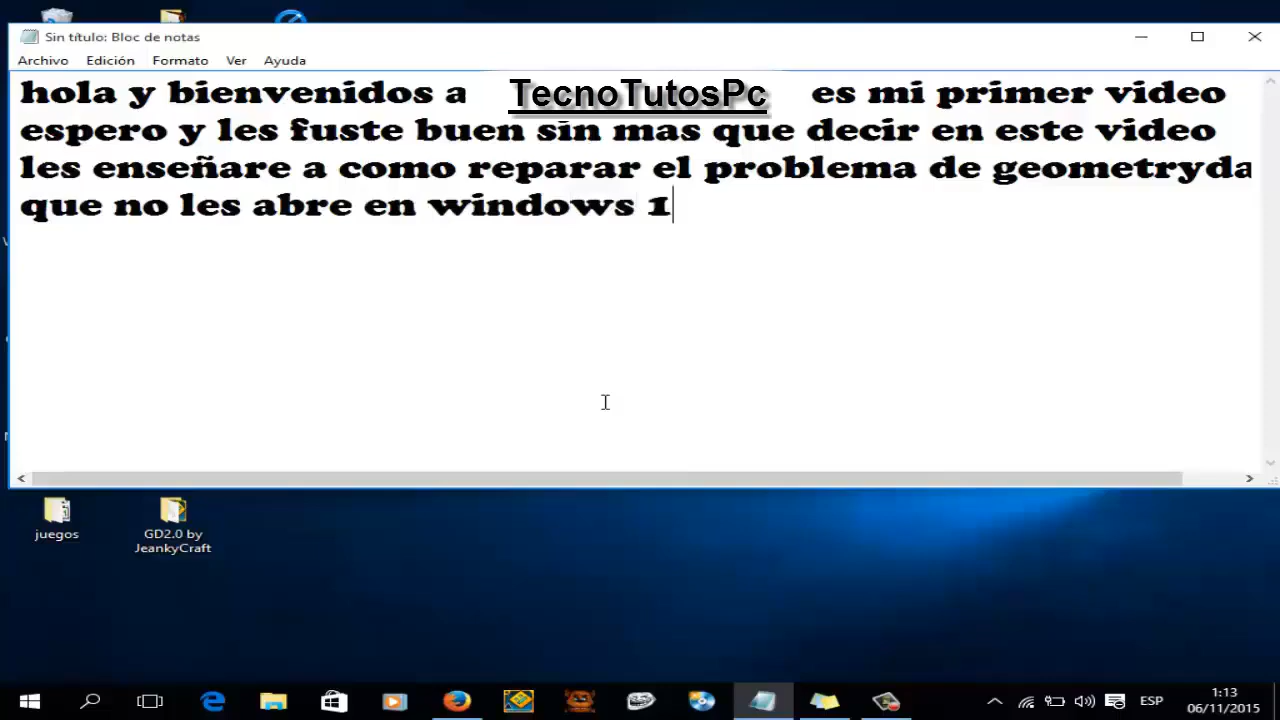 Sin título: Bloc de notas
Archivo Edición Formato Ver Ayuda
hola y bienvenidos a TecnoTutosPc es mi primer video
espero y les fuste buen sin mas que decir en este video
les enseñare a como reparar el problema de geometryda
que no les abre en windows 1
juegos
GD2.0 by
JeankyCraft
ESP
1:13
06/11/2015